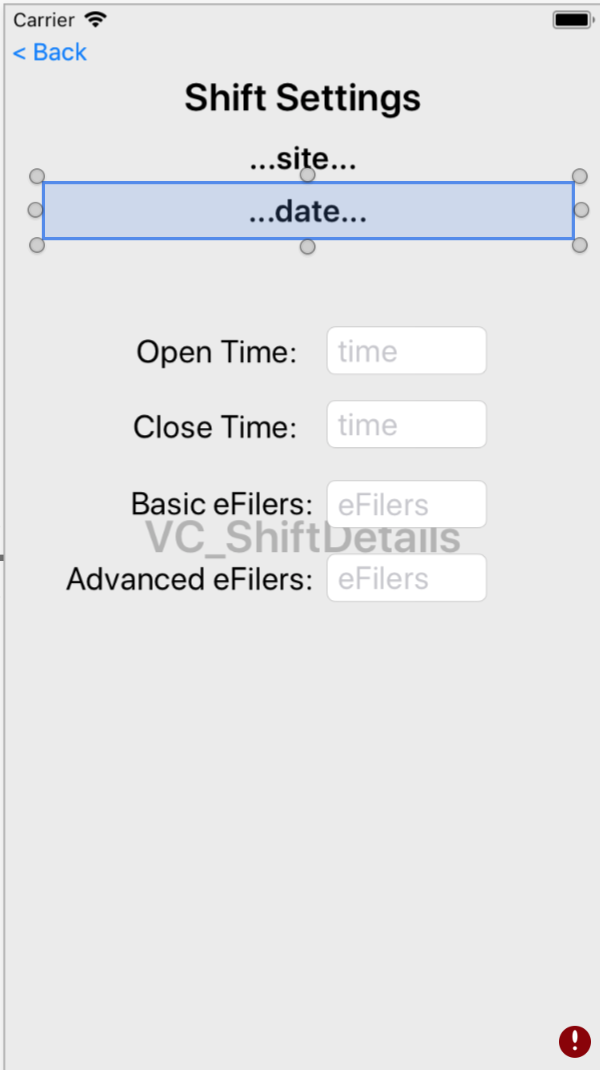 Carrier
< Back
Shift Settings
...site...
...date...
Open Time: time
Close Time: time
Basic eFilers: eFilers
VC_ShiftDetails
Advanced eFilers: eFilers